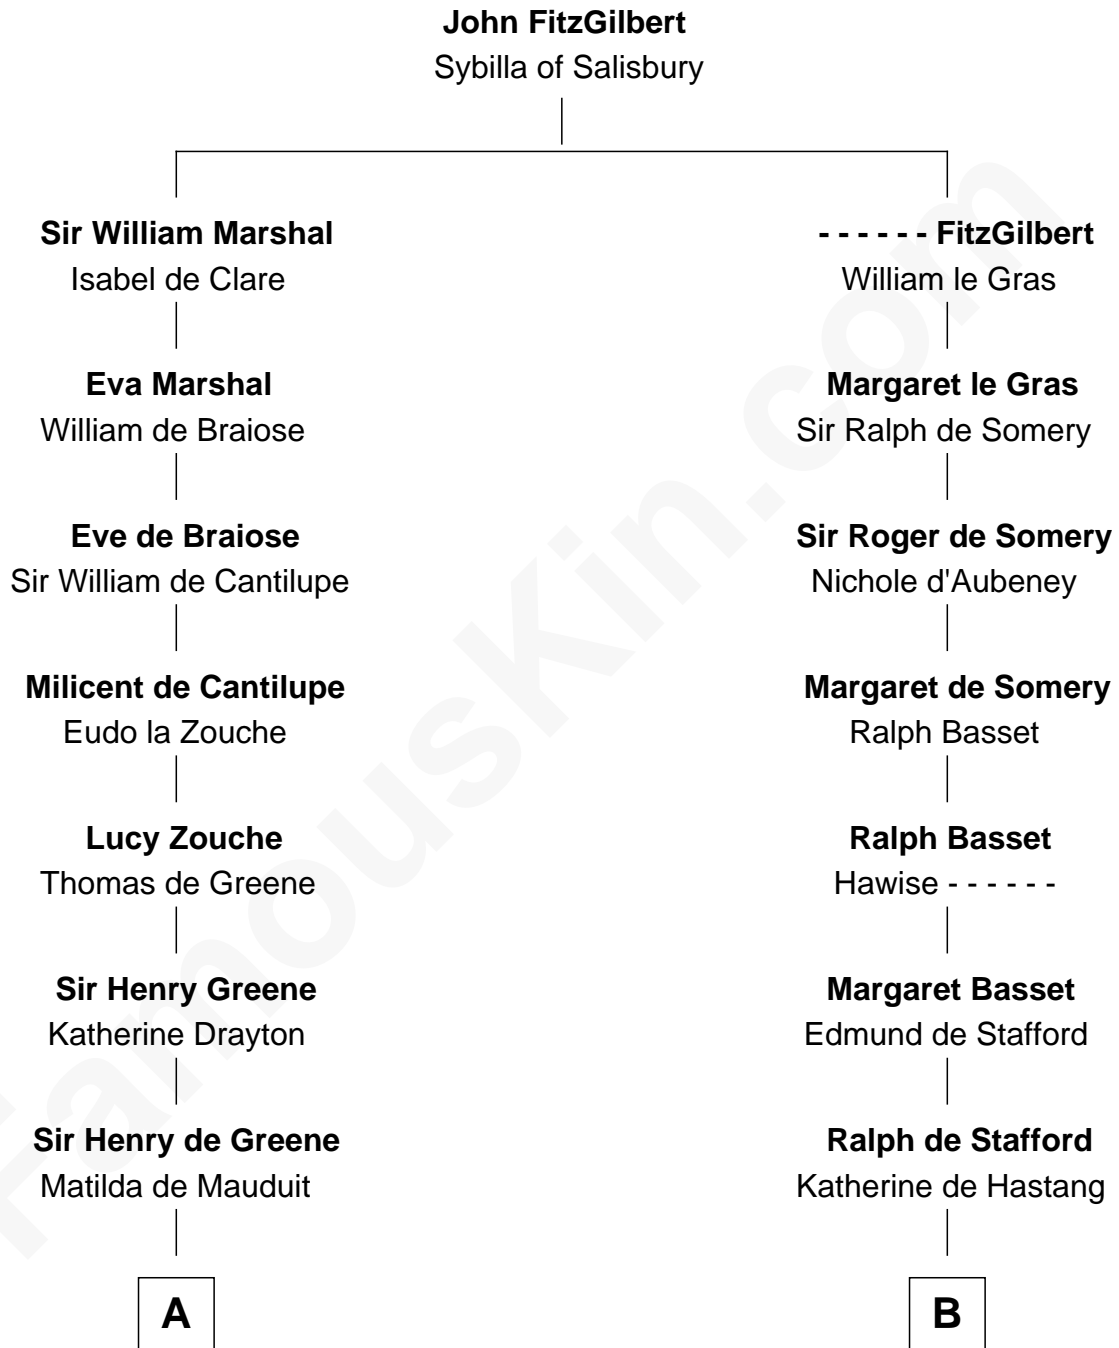 John FitzGilbert
Sybilla of Salisbury
Sir William Marshal
Isabel de Clare
- - - - - - FitzGilbert
William le Gras
Eva Marshal
William de Braiose
Margaret le Gras
Sir Ralph de Somery
Eve de Braiose
Sir William de Cantilupe
Sir Roger de Somery
Nichole d'Aubeney
Milicent de Cantilupe
Eudo la Zouche
Margaret de Somery
Ralph Basset
Lucy Zouche
Thomas de Greene
Ralph Basset
Hawise - - - - - -
Sir Henry Greene
Katherine Drayton
Margaret Basset
Edmund de Stafford
Sir Henry de Greene
Matilda de Mauduit
Ralph de Stafford
Katherine de Hastang
A
B
FamousKin.com